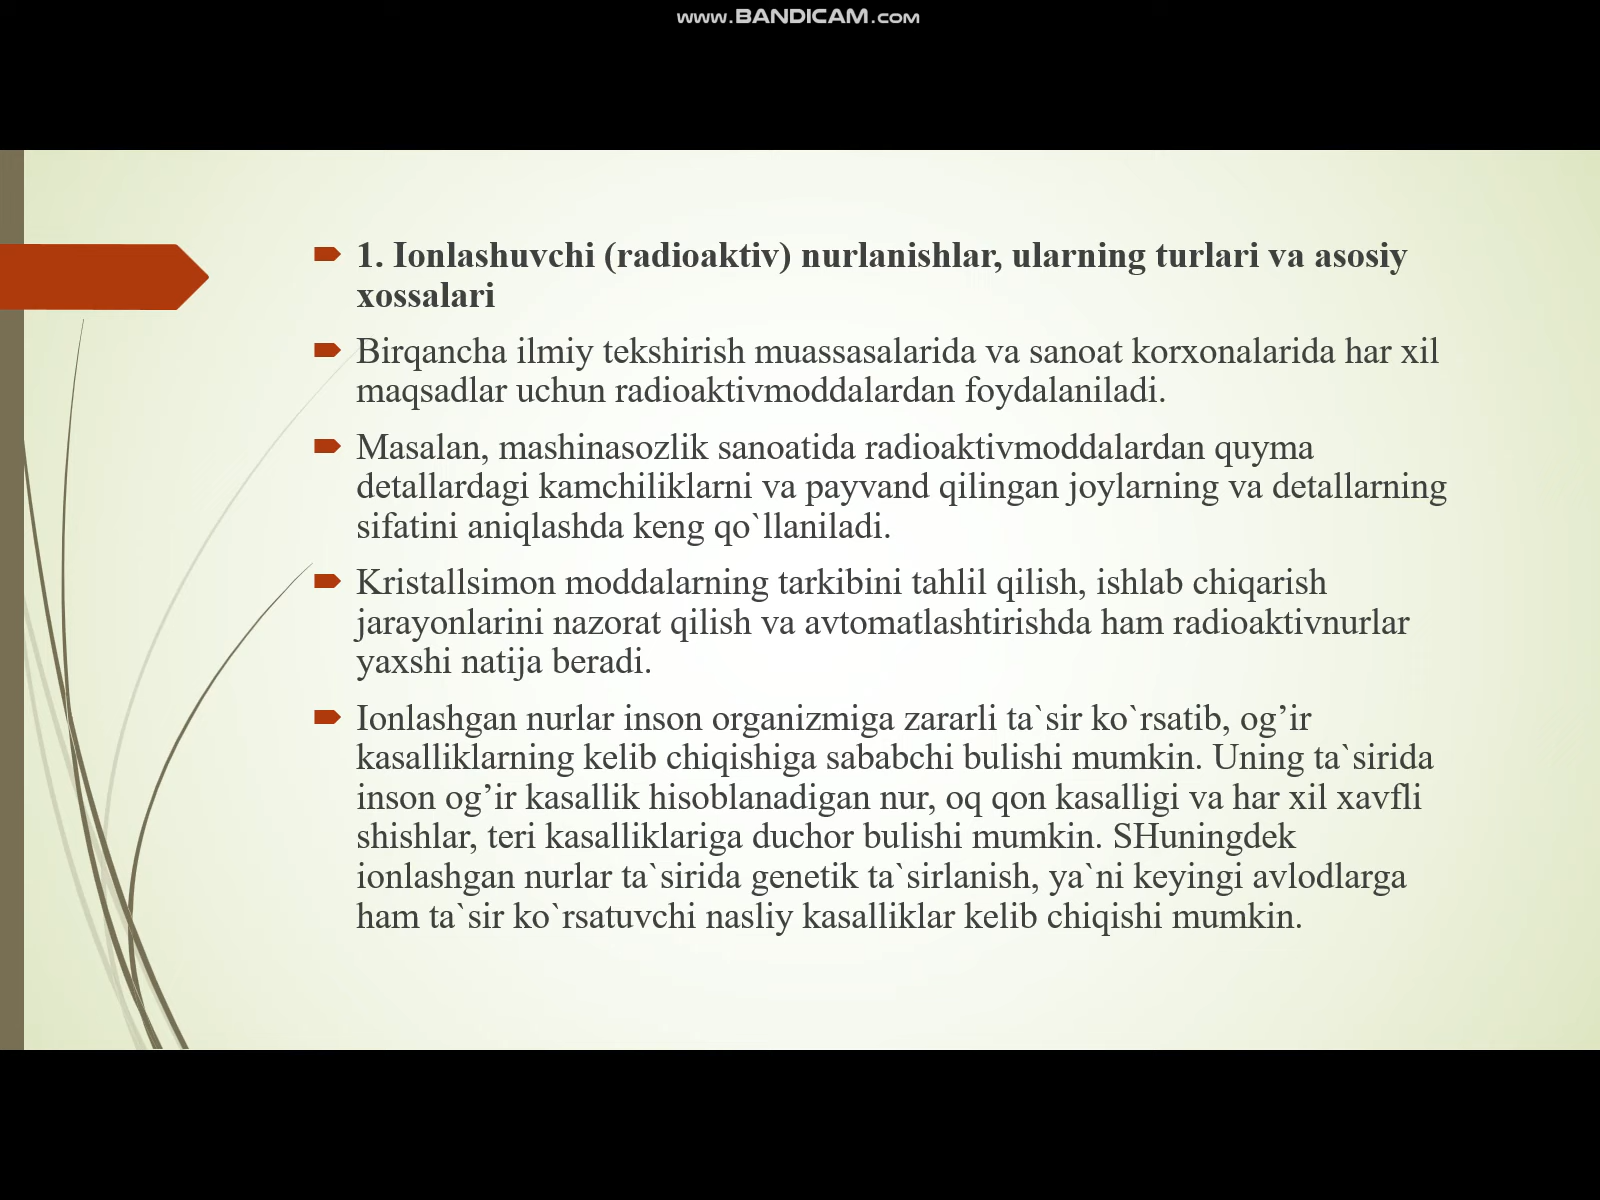 www.BANDICAM.com
1. Ionlashuvchi (radioaktiv) nurlanishlar, ularning turlari va asosiy
xossalari
Birqancha ilmiy tekshirish muassasalarida va sanoat korxonalarida har xil
maqsadlar uchun radioaktivmoddalardan foydalaniladi.
Masalan, mashinasozlik sanoatida radioaktivmoddalardan quyma
detallardagi kamchiliklarni va payvand qilingan joylarning va detallarning
sifatini aniqlashda keng qo`llaniladi.
Kristallsimon moddalarning tarkibini tahlil qilish, ishlab chiqarish
jarayonlarini nazorat qilish va avtomatlashtirishda ham radioaktivnurlar
yaxshi natija beradi.
Ionlashgan nurlar inson organizmiga zararli ta`sir ko`rsatib, og’ir
kasalliklarning kelib chiqishiga sababchi bulishi mumkin. Uning ta`sirida
inson og’ir kasallik hisoblanadigan nur, oq qon kasalligi va har xil xavfli
shishlar, teri kasalliklariga duchor bulishi mumkin. SHuningdek
ionlashgan nurlar ta`sirida genetik ta`sirlanish, ya`ni keyingi avlodlarga
ham ta`sir ko`rsatuvchi nasliy kasalliklar kelib chiqishi mumkin.